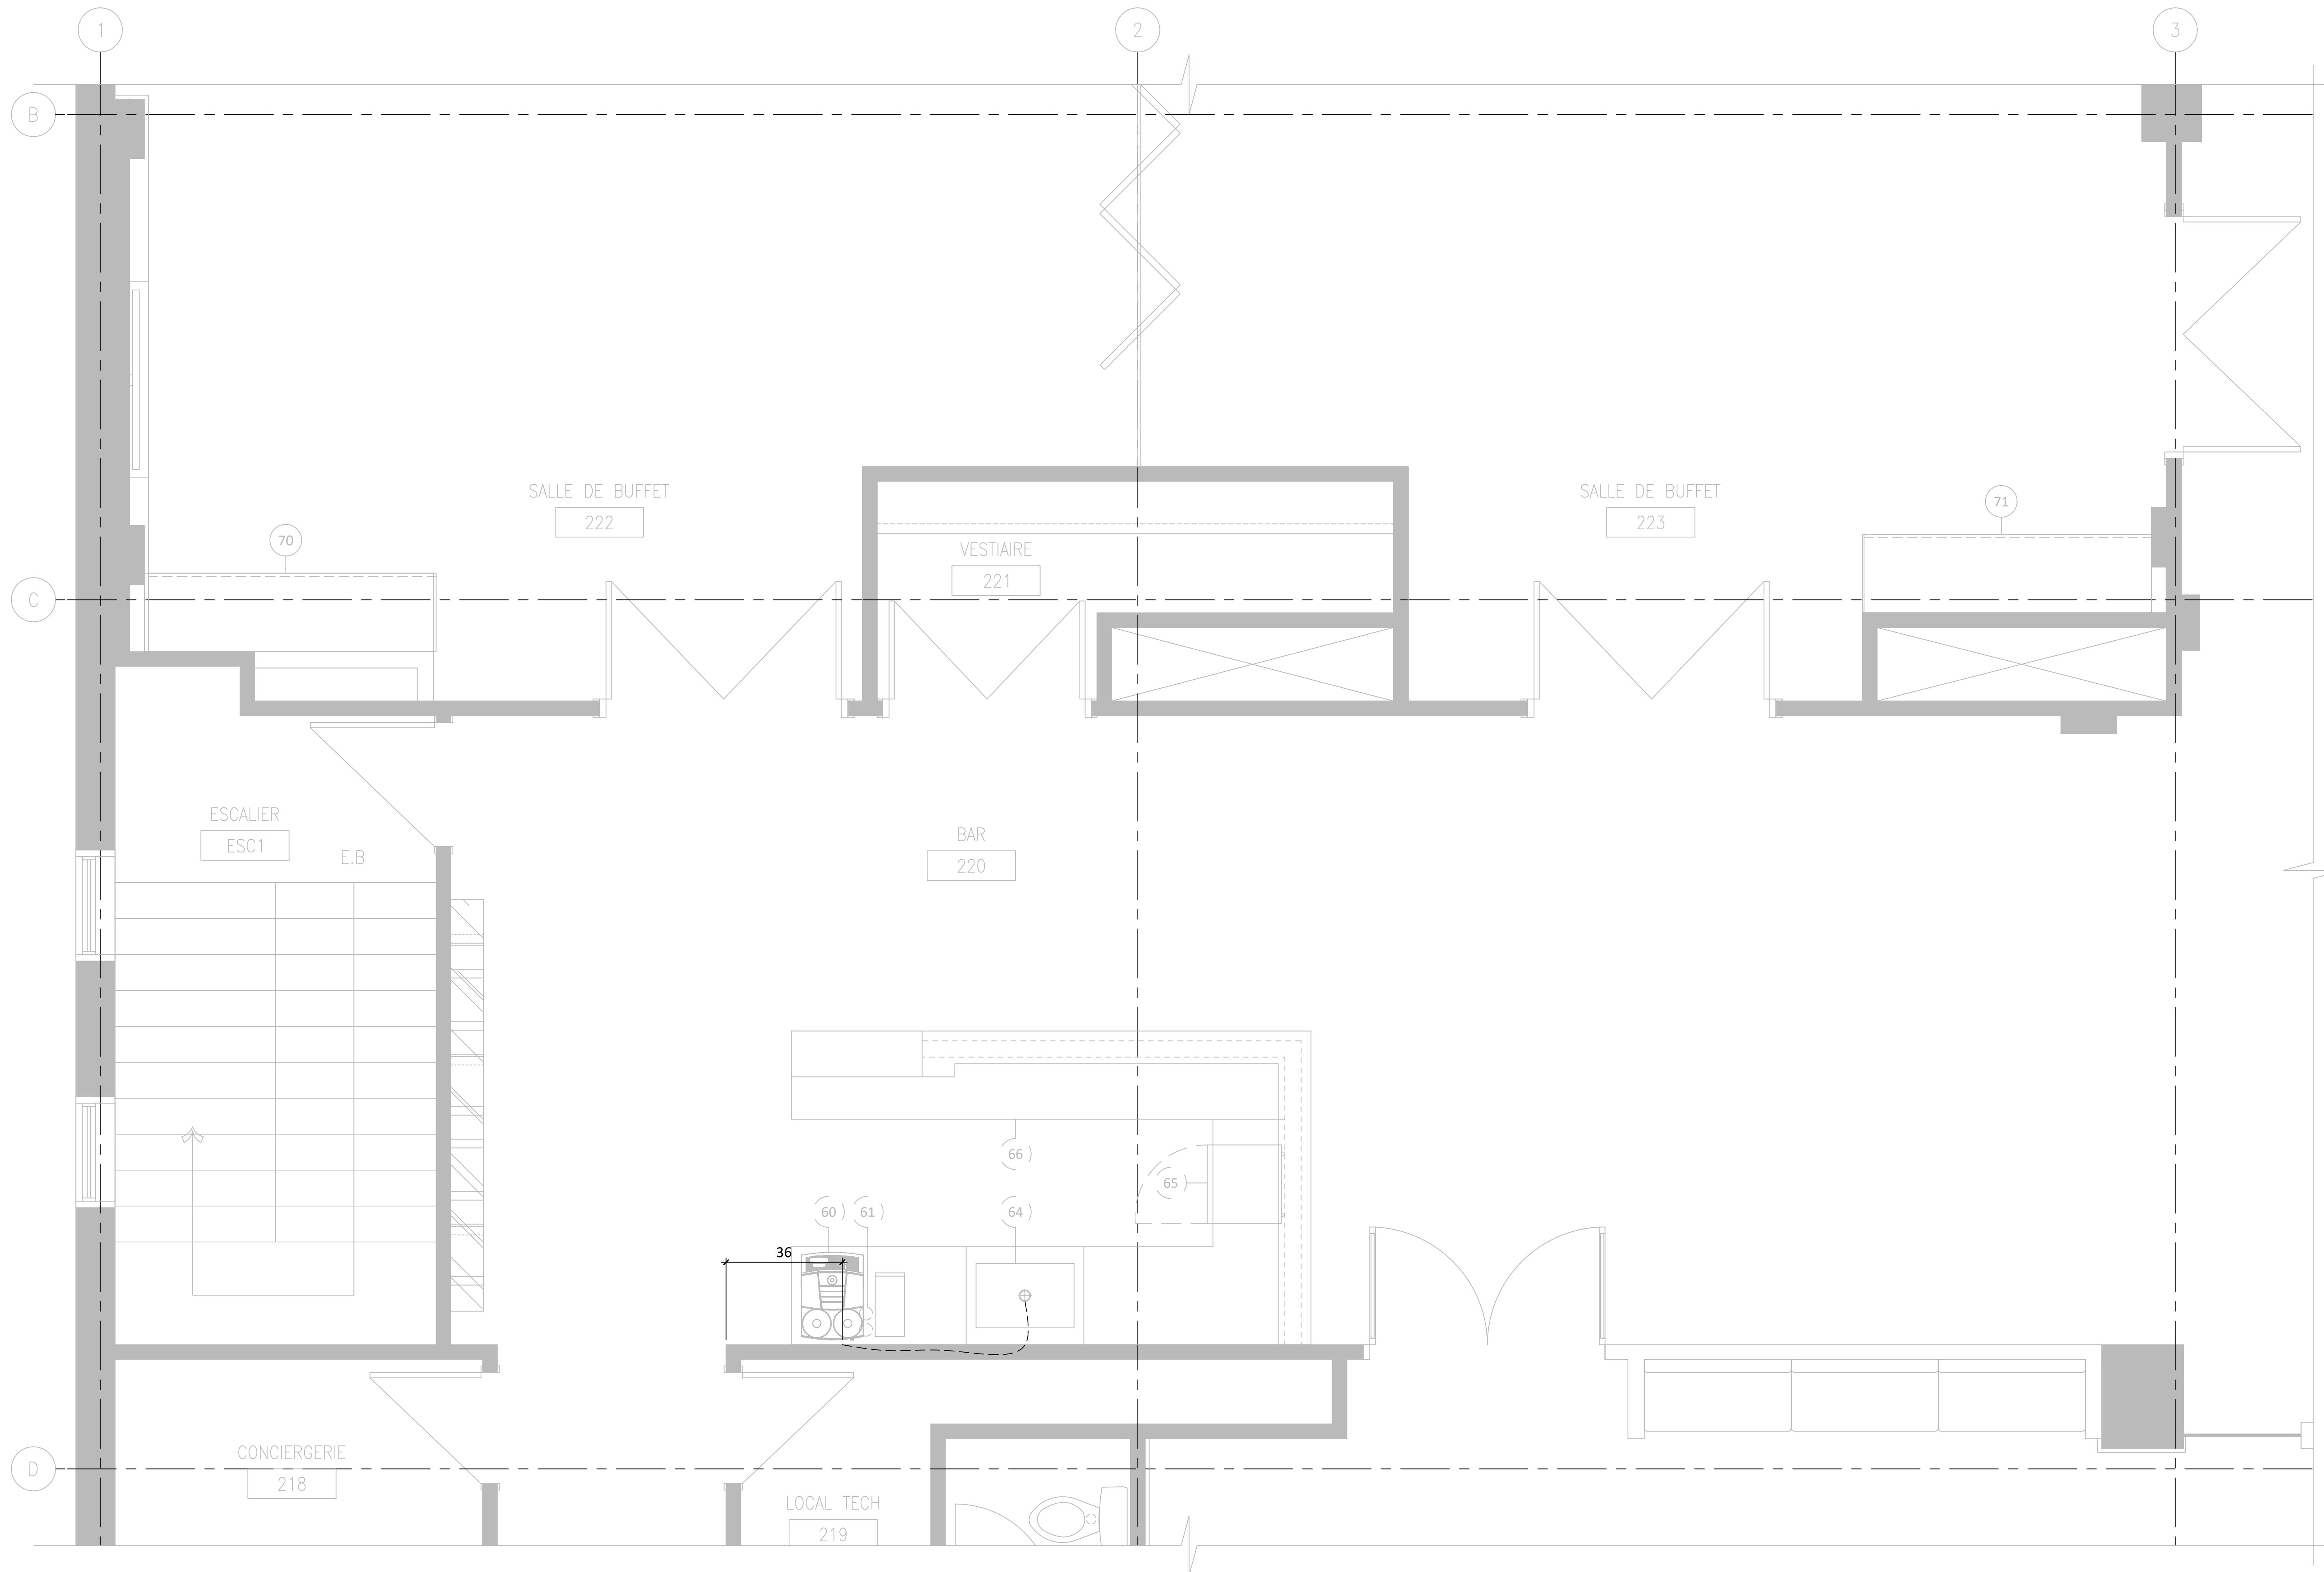 1
2
3
B
SALLE DE BUFFET
222
SALLE DE BUFFET
223
71
70
VESTIAIRE
221
C
ESCALIER
ESC1
E.B
BAR
220
66
65
60
61
64
36
CONCIERGERIE
218
D
LOCAL TECH
219